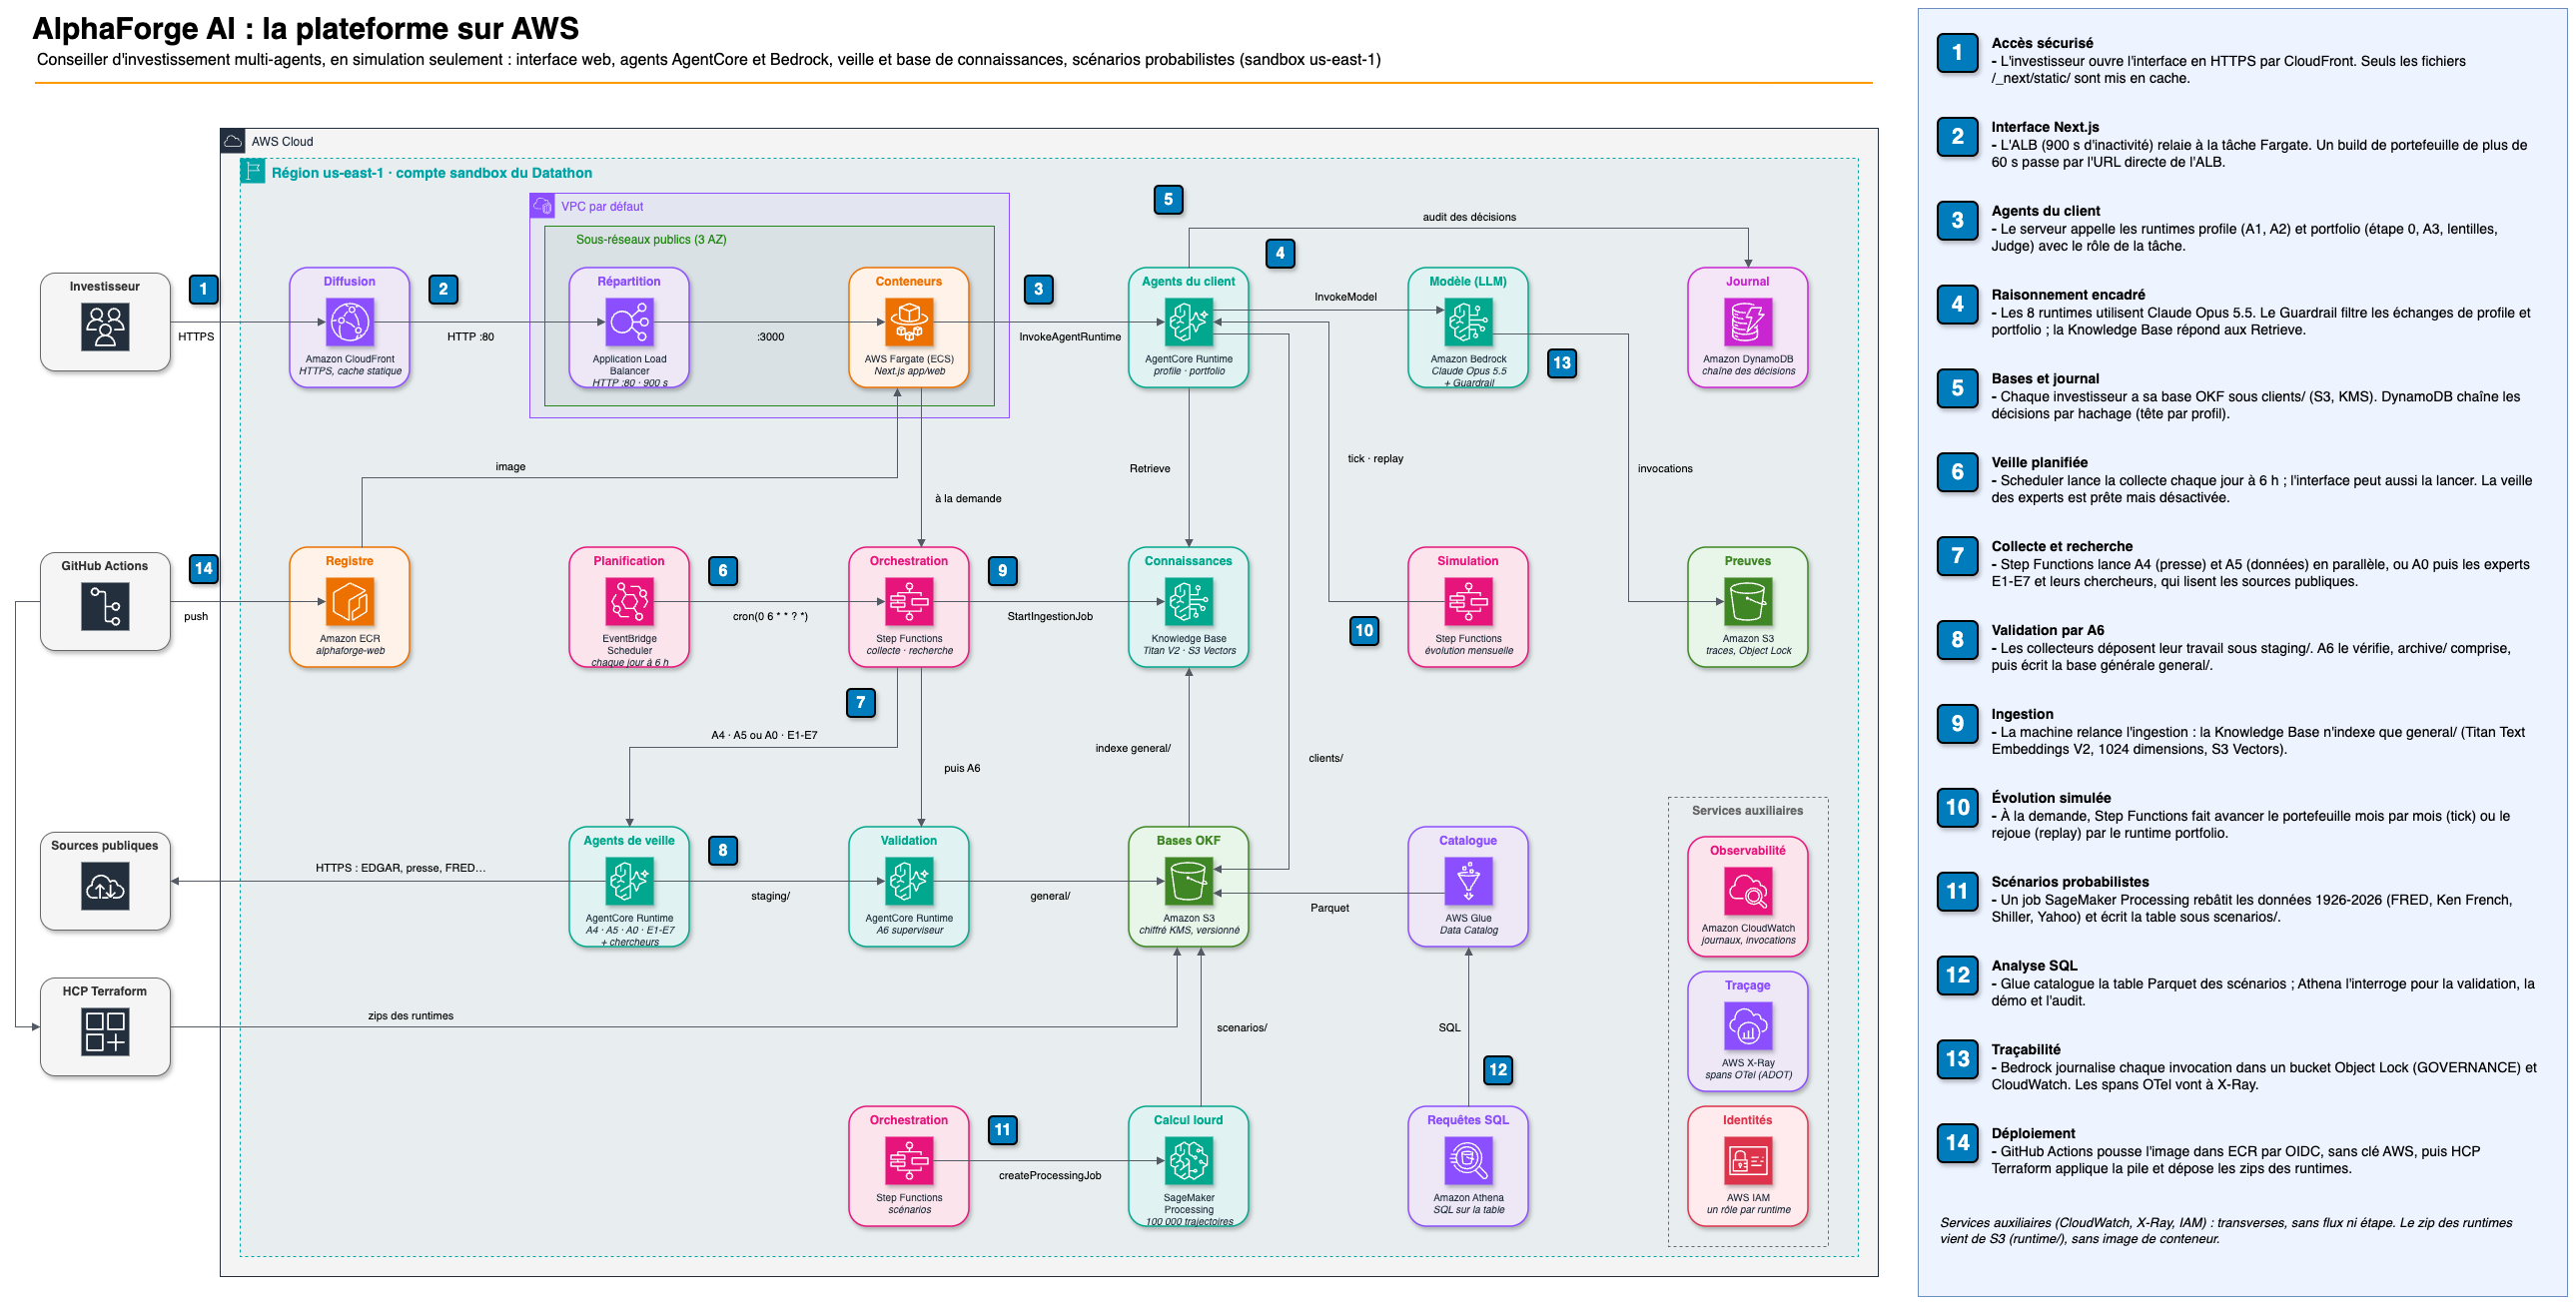 AlphaForge AI : la plateforme sur AWS
Conseiller d'investissement multi-agents, en simulation seulement : interface web, agents AgentCore et Bedrock, veille et base de connaissances, scénarios probabilistes (sandbox us-east-1)
AWS Cloud
Région us-east-1 · compte sandbox du Datathon
VPC par défaut
Sous-réseaux publics (3 AZ)
5
audit des décisions
4
Investisseur
1
HTTPS
Diffusion
Amazon CloudFront
HTTPS, cache statique
2
HTTP :80
Répartition
Application Load
Balancer
HTTP :80 · 900 s
:3000
Conteneurs
AWS Fargate (ECS)
Next.js app/web
3
InvokeAgentRuntime
Agents du client
AgentCore Runtime
profile · portfolio
InvokeModel
Modèle (LLM)
Amazon Bedrock
Claude Opus 5.5
+ Guardrail
13
Journal
Amazon DynamoDB
chaîne des décisions
image
à la demande
Retrieve
tick · replay
invocations
GitHub Actions
14
push
Registre
Amazon ECR
alphaforge-web
Planification
EventBridge
Scheduler
chaque jour à 6 h
6
cron(0 6 * * ? *)
Orchestration
Step Functions
collecte · recherche
9
StartIngestionJob
Connaissances
Knowledge Base
Titan V2 · S3 Vectors
10
Simulation
Step Functions
évolution mensuelle
Preuves
Amazon S3
traces, Object Lock
7
A4 · A5 ou A0 · E1-E7
puis A6
indexe general/
clients/
Sources publiques
HTTPS : EDGAR, presse, FRED…
Agents de veille
AgentCore Runtime
A4 · A5 · A0 · E1-E7
+ chercheurs
8
staging/
Validation
AgentCore Runtime
A6 superviseur
general/
Bases OKF
Amazon S3
chiffré KMS, versionné
Parquet
Catalogue
AWS Glue
Data Catalog
Services auxiliaires
Observabilité
Amazon CloudWatch
journaux, invocations
HCP Terraform
zips des runtimes
scenarios/
SQL
12
Traçage
AWS X-Ray
spans OTel (ADOT)
Orchestration
Step Functions
scénarios
11
createProcessingJob
Calcul lourd
SageMaker
Processing
100 000 trajectoires
Requêtes SQL
Amazon Athena
SQL sur la table
Identités
AWS IAM
un rôle par runtime
1
Accès sécurisé
- L'investisseur ouvre l'interface en HTTPS par CloudFront. Seuls les fichiers
/_next/static/ sont mis en cache.
2
Interface Next.js
- L'ALB (900 s d'inactivité) relaie à la tâche Fargate. Un build de portefeuille de plus de
60 s passe par l'URL directe de l'ALB.
3
Agents du client
- Le serveur appelle les runtimes profile (A1, A2) et portfolio (étape 0, A3, lentilles,
Judge) avec le rôle de la tâche.
4
Raisonnement encadré
- Les 8 runtimes utilisent Claude Opus 5.5. Le Guardrail filtre les échanges de profile et
portfolio ; la Knowledge Base répond aux Retrieve.
5
Bases et journal
- Chaque investisseur a sa base OKF sous clients/ (S3, KMS). DynamoDB chaîne les
décisions par hachage (tête par profil).
6
Veille planifiée
- Scheduler lance la collecte chaque jour à 6 h ; l'interface peut aussi la lancer. La veille
des experts est prête mais désactivée.
7
Collecte et recherche
- Step Functions lance A4 (presse) et A5 (données) en parallèle, ou A0 puis les experts
E1-E7 et leurs chercheurs, qui lisent les sources publiques.
8
Validation par A6
- Les collecteurs déposent leur travail sous staging/. A6 le vérifie, archive/ comprise,
puis écrit la base générale general/.
9
Ingestion
- La machine relance l'ingestion : la Knowledge Base n'indexe que general/ (Titan Text
Embeddings V2, 1024 dimensions, S3 Vectors).
10
Évolution simulée
- À la demande, Step Functions fait avancer le portefeuille mois par mois (tick) ou le
rejoue (replay) par le runtime portfolio.
11
Scénarios probabilistes
- Un job SageMaker Processing rebâtit les données 1926-2026 (FRED, Ken French,
Shiller, Yahoo) et écrit la table sous scenarios/.
12
Analyse SQL
- Glue catalogue la table Parquet des scénarios ; Athena l'interroge pour la validation, la
démo et l'audit.
13
Traçabilité
- Bedrock journalise chaque invocation dans un bucket Object Lock (GOVERNANCE) et
CloudWatch. Les spans OTel vont à X-Ray.
14
Déploiement
- GitHub Actions pousse l'image dans ECR par OIDC, sans clé AWS, puis HCP
Terraform applique la pile et dépose les zips des runtimes.
Services auxiliaires (CloudWatch, X-Ray, IAM) : transverses, sans flux ni étape. Le zip des runtimes
vient de S3 (runtime/), sans image de conteneur.